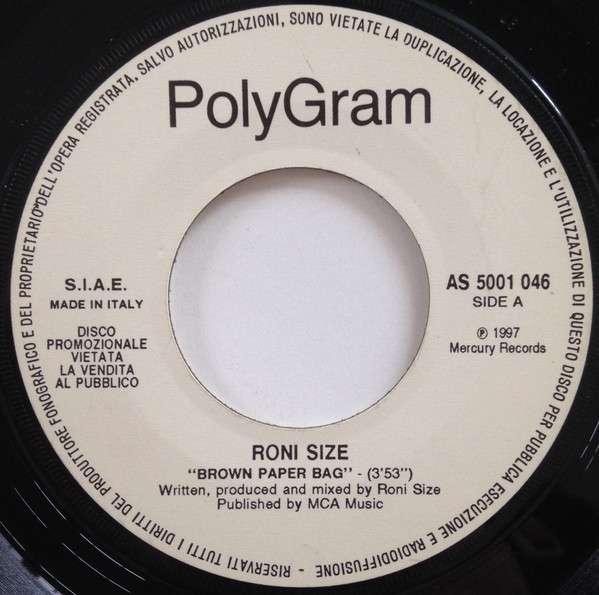 PolyGram
S.I.A.E.
MADE IN ITALY
DISCO
PROMOZIONALE
VIETATA
LA VENDITA
AL PUBBLICO
AS 5001 046
SIDE A
℗ 1997
Mercury Records
RONI SIZE
"BROWN PAPER BAG" - (3'53")
Written, produced and mixed by Roni Size
Published by MCA Music
RISERVATI TUTTI I DIRITTI DEL PRODUTTORE FONOGRAFICO E DEL PROPRIETARIO DELL'OPERA REGISTRATA. SALVO AUTORIZZAZIONI, SONO VIETATE LA DUPLICAZIONE, LA LOCAZIONE E L'UTILIZZAZIONE DI QUESTO DISCO PER PUBBLICA ESECUZIONE E RADIODIFFUSIONE -